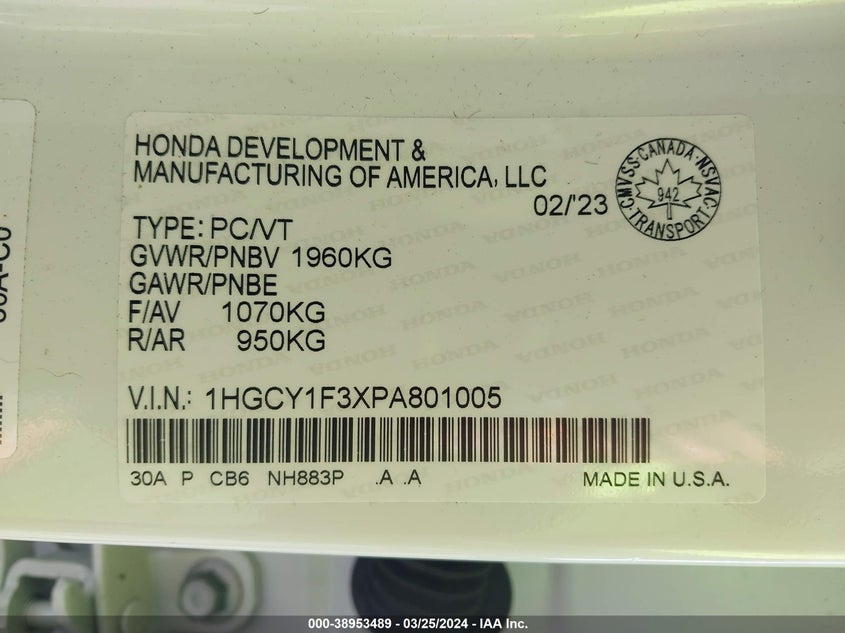 HONDA DEVELOPMENT &
MANUFACTURING OF AMERICA, LLC
02/'23
CMVSS·CANADA·NSVAC
942
TRANSPORT
TYPE: PC/VT
GVWR/PNBV 1960KG
GAWR/PNBE
F/AV 1070KG
R/AR 950KG
V.I.N.: 1HGCY1F3XPA801005
30A P CB6 NH883P .A .A MADE IN U.S.A.
000-38953489 - 03/25/2024 - IAA Inc.